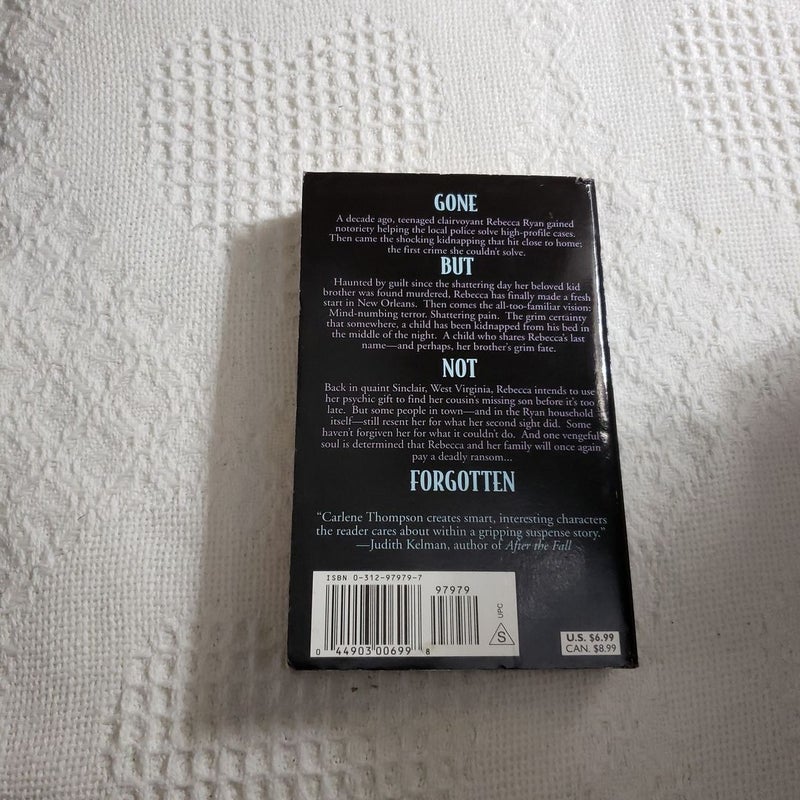 GONE
A decade ago, teenaged clairvoyant Rebecca Ryan gained
notoriety helping the local police solve high-profile cases.
Then came the shocking kidnapping that hit close to home;
the first crime she couldn't solve.
BUT
Haunted by guilt since the shattering day her beloved kid
brother was found murdered, Rebecca has finally made a fresh
start in New Orleans. Then comes the all-too-familiar vision:
Mind-numbing terror. Shattering pain. The grim certainty
that somewhere, a child has been kidnapped from his bed in
the middle of the night. A child who shares Rebecca's last
name—and perhaps, her brother's grim fate.
NOT
Back in quaint Sinclair, West Virginia, Rebecca intends to use
her psychic gift to find her cousin's missing son before it's too
late. But some people in town—and in the Ryan household
itself—still resent her for what her second sight did. Some
haven't forgiven her for what it couldn't do. And one vengeful
soul is determined that Rebecca and her family will once again
pay a deadly ransom...
FORGOTTEN
"Carlene Thompson creates smart, interesting characters
the reader cares about within a gripping suspense story."
—Judith Kelman, author of After the Fall
ISBN 0-312-97979-7
97979
UPC
S
0 44903 00699 8
U.S. $6.99
CAN. $8.99